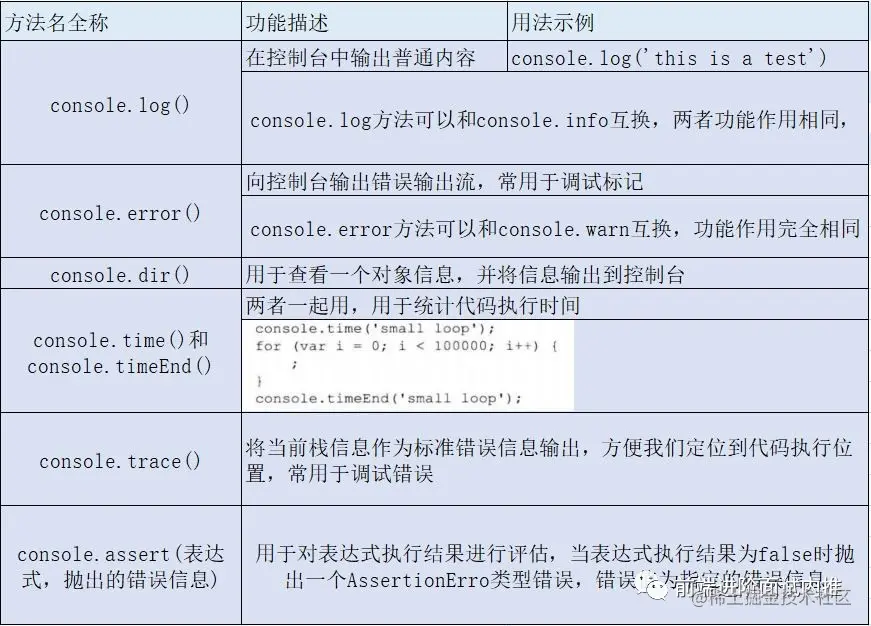 方法名全称 功能描述 用法示例
console.log()
在控制台中输出普通内容 console.log('this is a test')
console.log方法可以和console.info互换，两者功能作用相同，
console.error()
向控制台输出错误输出流，常用于调试标记
console.error方法可以和console.warn互换，功能作用完全相同
console.dir() 用于查看一个对象信息，并将信息输出到控制台
console.time()和
console.timeEnd()
两者一起用，用于统计代码执行时间
console.time('small loop');
for (var i = 0; i < 100000; i++) {
;
}
console.timeEnd('small loop');
console.trace()
将当前栈信息作为标准错误信息输出，方便我们定位到代码执行位
置，常用于调试错误
console.assert(表达
式，抛出的错误信息)
用于对表达式执行结果进行评估，当表达式执行结果为false时抛
出一个AssertionErro类型错误，错误 为指定的错误信息
前端进阶面试
@稀土掘金技术社区